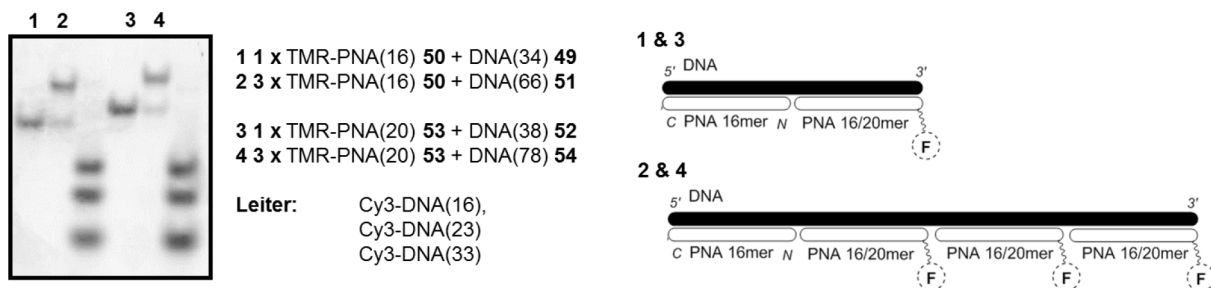 1 2 3 4
1 1 x TMR-PNA(16) 50 + DNA(34) 49
2 3 x TMR-PNA(16) 50 + DNA(66) 51
3 1 x TMR-PNA(20) 53 + DNA(38) 52
4 3 x TMR-PNA(20) 53 + DNA(78) 54
Leiter: Cy3-DNA(16),
Cy3-DNA(23)
Cy3-DNA(33)
1 & 3
5' DNA 3'
C PNA 16mer N PNA 16/20mer
F
2 & 4
5' DNA 3'
C PNA 16mer N PNA 16/20mer PNA 16/20mer PNA 16/20mer
F F F